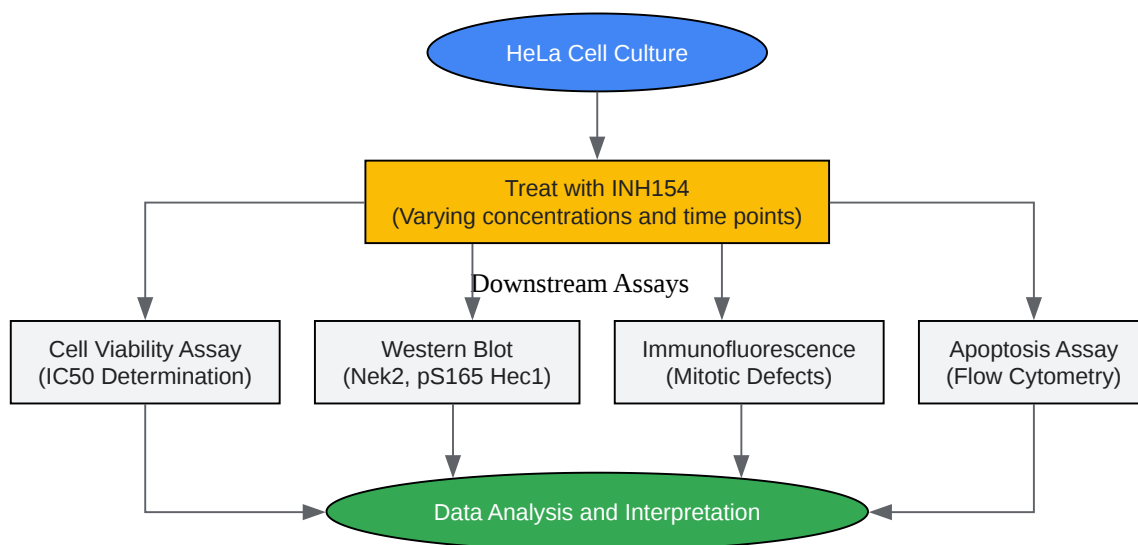 HeLa Cell Culture
Treat with INH154
(Varying concentrations and time points)
Downstream Assays
Cell Viability Assay
(IC50 Determination)
Western Blot
(Nek2, pS165 Hec1)
Immunofluorescence
(Mitotic Defects)
Apoptosis Assay
(Flow Cytometry)
Data Analysis and Interpretation